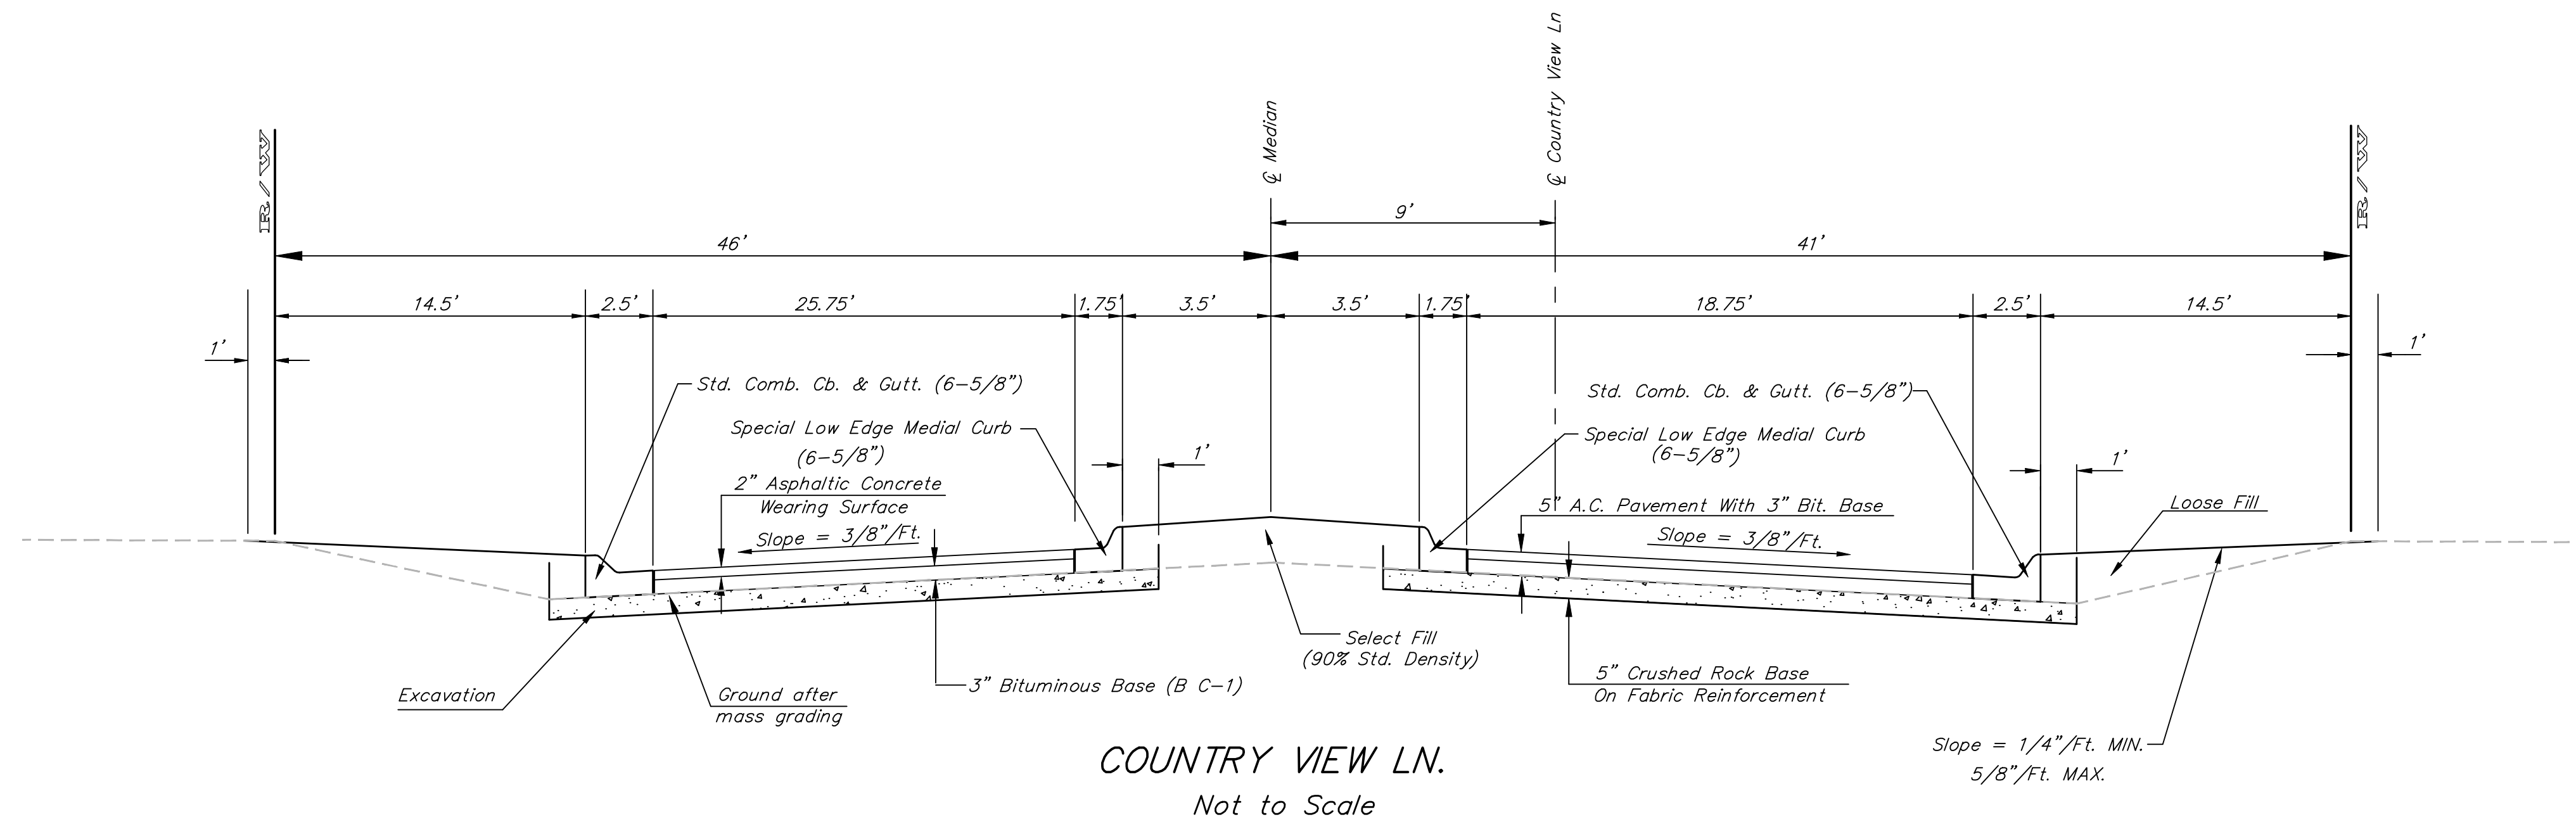 ℄ Median
℄ Country View Ln
R/W
R/W
9'
46'
41'
14.5'
2.5'
25.75'
1.75'
3.5'
3.5'
1.75'
18.75'
2.5'
14.5'
1'
1'
Std. Comb. Cb. & Gutt. (6-5/8")
Special Low Edge Medial Curb
(6-5/8")
2" Asphaltic Concrete
Wearing Surface
Slope = 3/8"/Ft.
1'
Std. Comb. Cb. & Gutt. (6-5/8")
Special Low Edge Medial Curb
(6-5/8")
5" A.C. Pavement With 3" Bit. Base
Slope = 3/8"/Ft.
1'
Loose Fill
Excavation
Ground after
mass grading
3" Bituminous Base (B C-1)
Select Fill
(90% Std. Density)
5" Crushed Rock Base
On Fabric Reinforcement
Slope = 1/4"/Ft. MIN.
5/8"/Ft. MAX.
COUNTRY VIEW LN.
Not to Scale